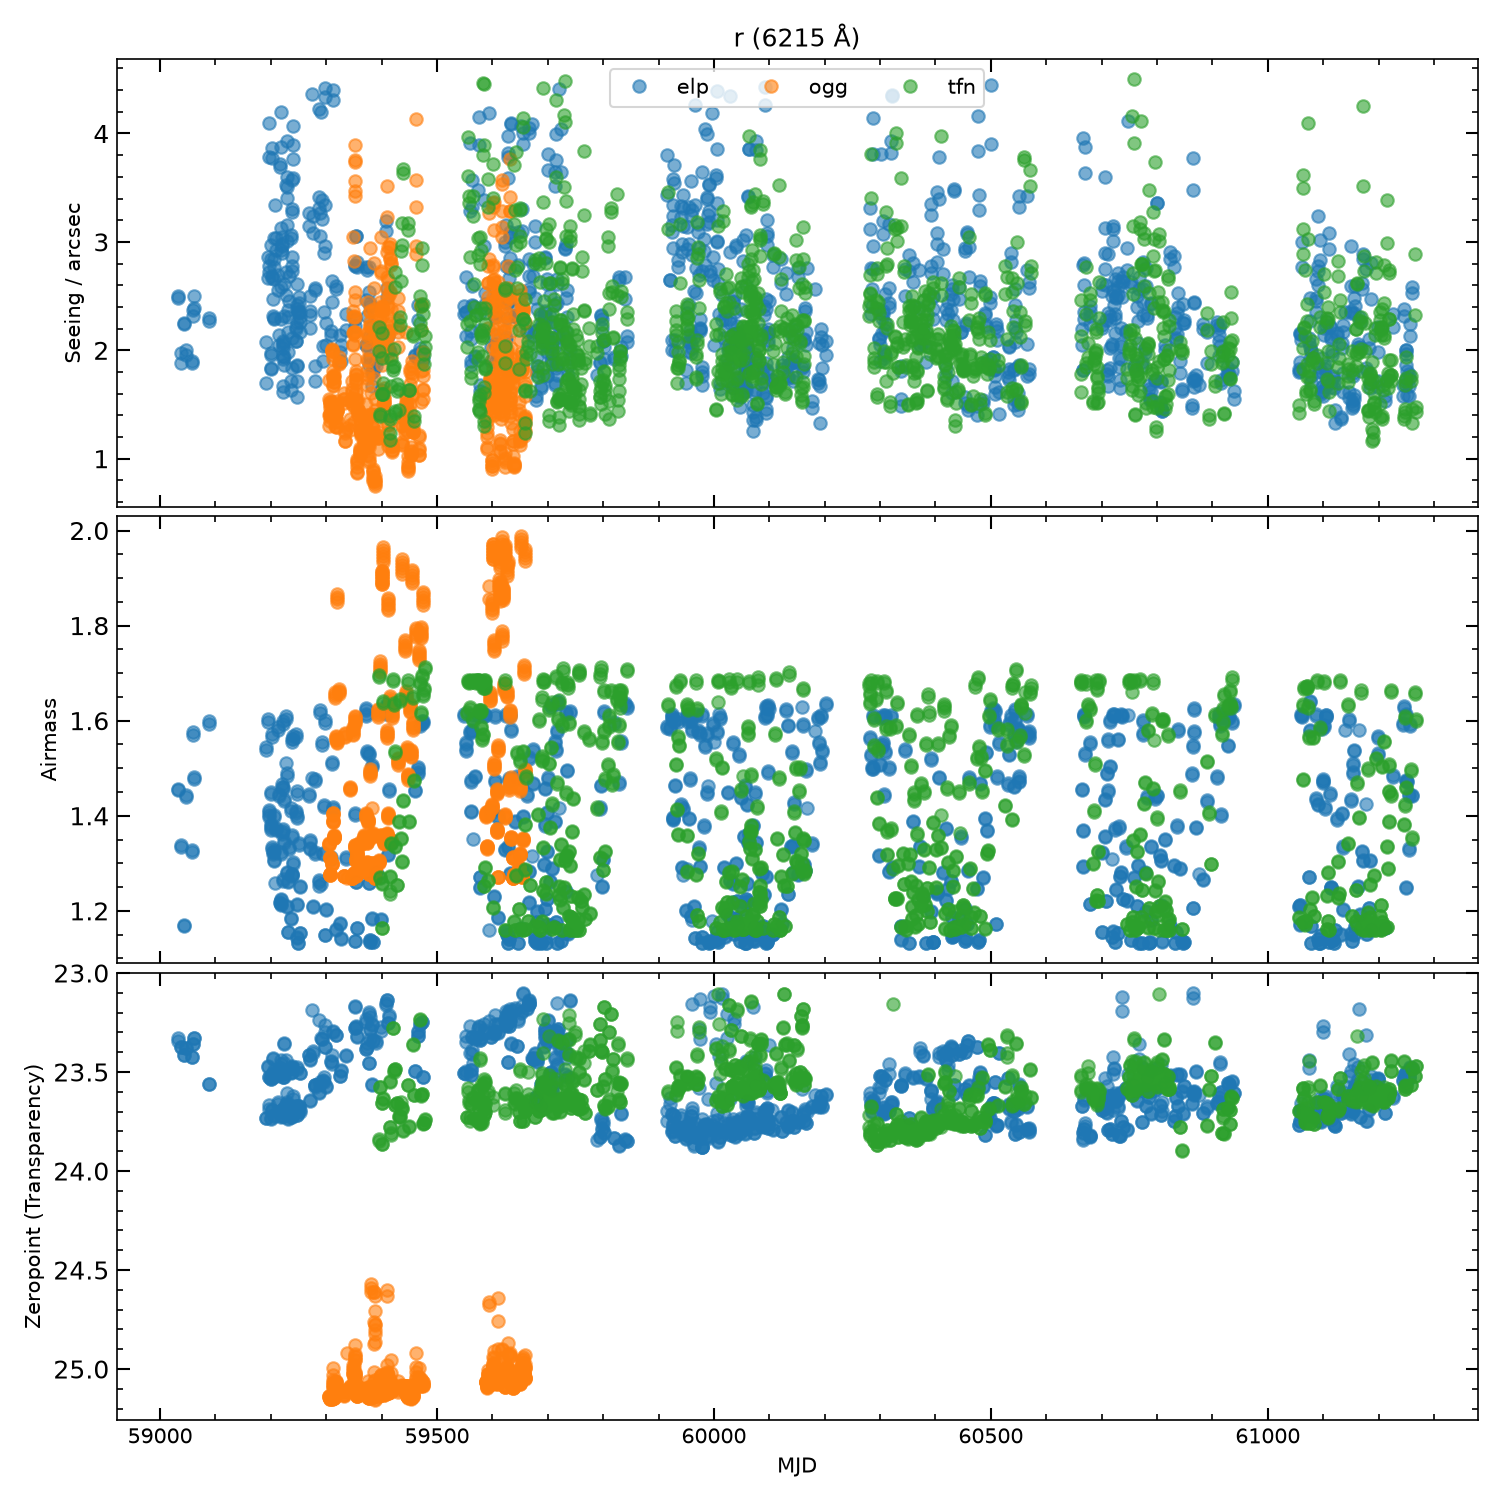 r (6215 Å)
elp ogg tfn
4
3
2
1
Seeing / arcsec
2.0
1.8
1.6
1.4
1.2
Airmass
23.0
23.5
24.0
24.5
25.0
Zeropoint (Transparency)
59000 59500 60000 60500 61000
MJD